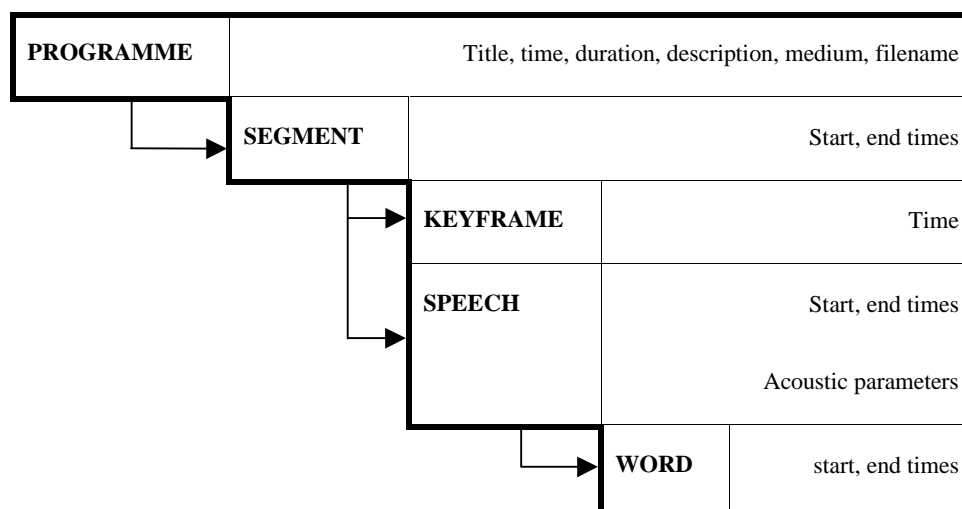 PROGRAMME Title, time, duration, description, medium, filename
SEGMENT Start, end times
KEYFRAME Time
SPEECH Start, end times
Acoustic parameters
WORD start, end times